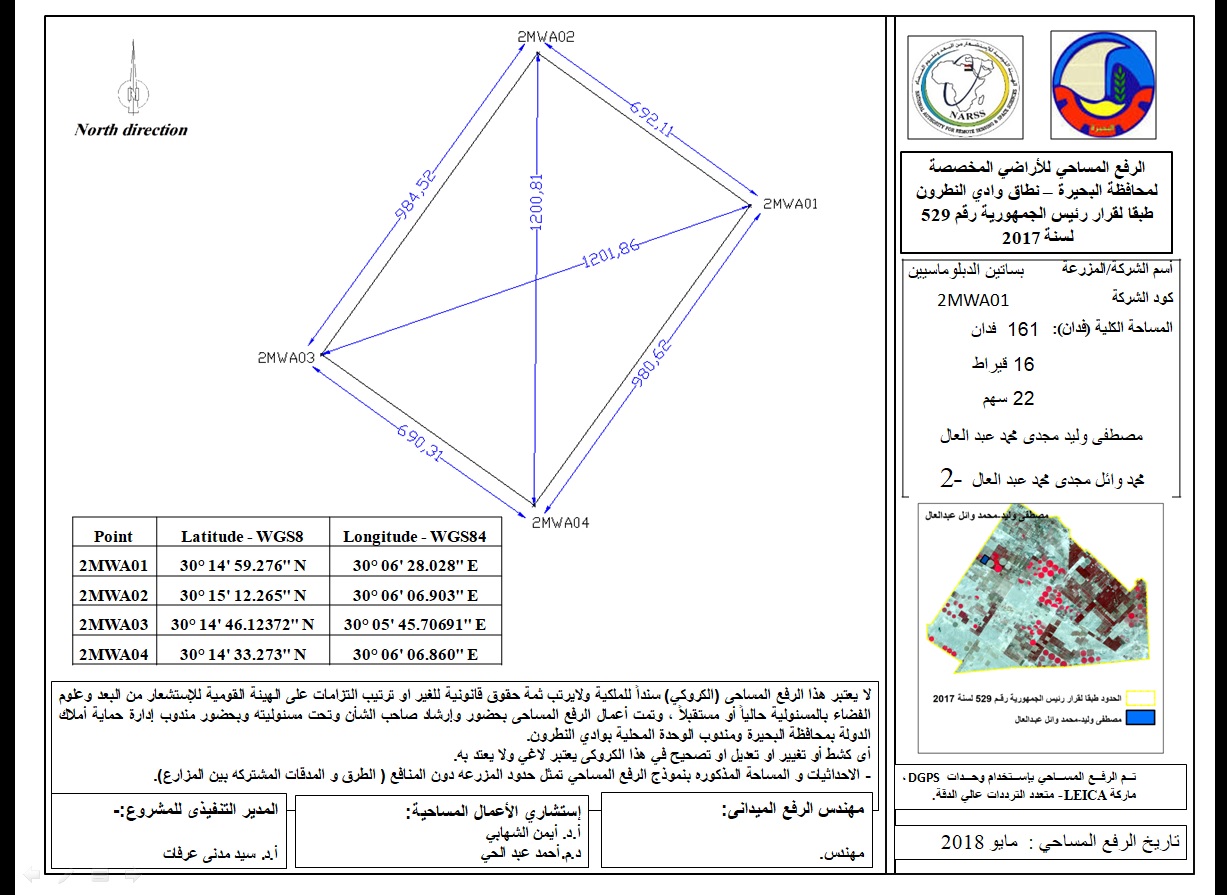 2MWA02
692,11
984,52
1200,81
2MWA01
1201,86
2MWA03
980,62
690,31
2MWA04
N
North direction
Point Latitude - WGS8 Longitude - WGS84
2MWA01 30° 14' 59.276" N 30° 06' 28.028" E
2MWA02 30° 15' 12.265" N 30° 06' 06.903" E
2MWA03 30° 14' 46.12372" N 30° 05' 45.70691" E
2MWA04 30° 14' 33.273" N 30° 06' 06.860" E
لا يعتبر هذا الرفع المساحى (الكروكي) سنداً للملكية ولايرتب ثمة حقوق قانونية للغير او ترتيب التزامات على الهيئة القومية للإستشعار من البعد وعلوم
الفضاء بالمسئولية حالياً أو مستقبلاً ، وتمت أعمال الرفع المساحى بحضور وإرشاد صاحب الشأن وتحت مسئوليته وبحضور مندوب إدارة حماية أملاك
الدولة بمحافظة البحيرة ومندوب الوحدة المحلية بوادي النطرون.
أى كشط أو تغيير او تعديل او تصحيح في هذا الكروكى يعتبر لاغي ولا يعتد به.
- الاحداثيات و المساحة المذكوره بنموذج الرفع المساحي تمثل حدود المزرعه دون المنافع ( الطرق و المدقات المشتركه بين المزارع).
مهندس الرفع الميدانى:
مهندس.
إستشاري الأعمال المساحية:
أ.د. أيمن الشهابي
د.م.أحمد عبد الحي
المدير التنفيذى للمشروع:-
أ.د. سيد مدنى عرفات
NARSS
NATIONAL AUTHORITY FOR REMOTE SENSING & SPACE SCIENCES
البحيرة
الرفع المساحي للأراضي المخصصة
لمحافظة البحيرة – نطاق وادي النطرون
طبقا لقرار رئيس الجمهورية رقم 529
لسنة 2017
أسم الشركة/المزرعة بساتين الدبلوماسيين
كود الشركة 2MWA01
المساحة الكلية (فدان): 161 فدان
16 قيراط
22 سهم
مصطفى وليد مجدى محمد عبد العال
2- محمد وائل مجدى محمد عبد العال
مصطفى وليد-محمد وائل عبدالعال
الحدود طبقا لقرار رئيس الجمهورية رقم 529 لسنة 2017
مصطفى وليد-محمد وائل عبدالعال
تـم الرفـع المسـاحي بإسـتخدام وحـدات DGPS،
ماركة LEICA- متعدد الترددات عالي الدقة.
تاريخ الرفع المساحي : مايو 2018